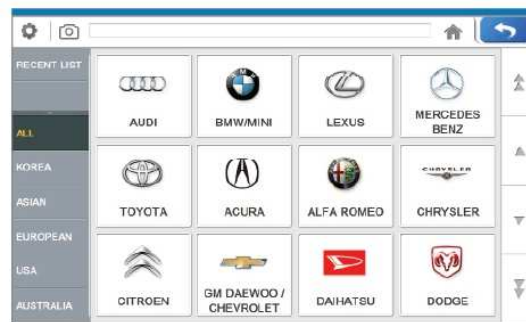 RECENT LIST
ALL
KOREA
ASIAN
EUROPEAN
USA
AUSTRALIA
AUDI
BMW/MINI
LEXUS
MERCEDES
BENZ
TOYOTA
ACURA
ALFA ROMEO
CHRYSLER
CHRYSLER
CITROEN
GM DAEWOO /
CHEVROLET
DAIHATSU
DODGE